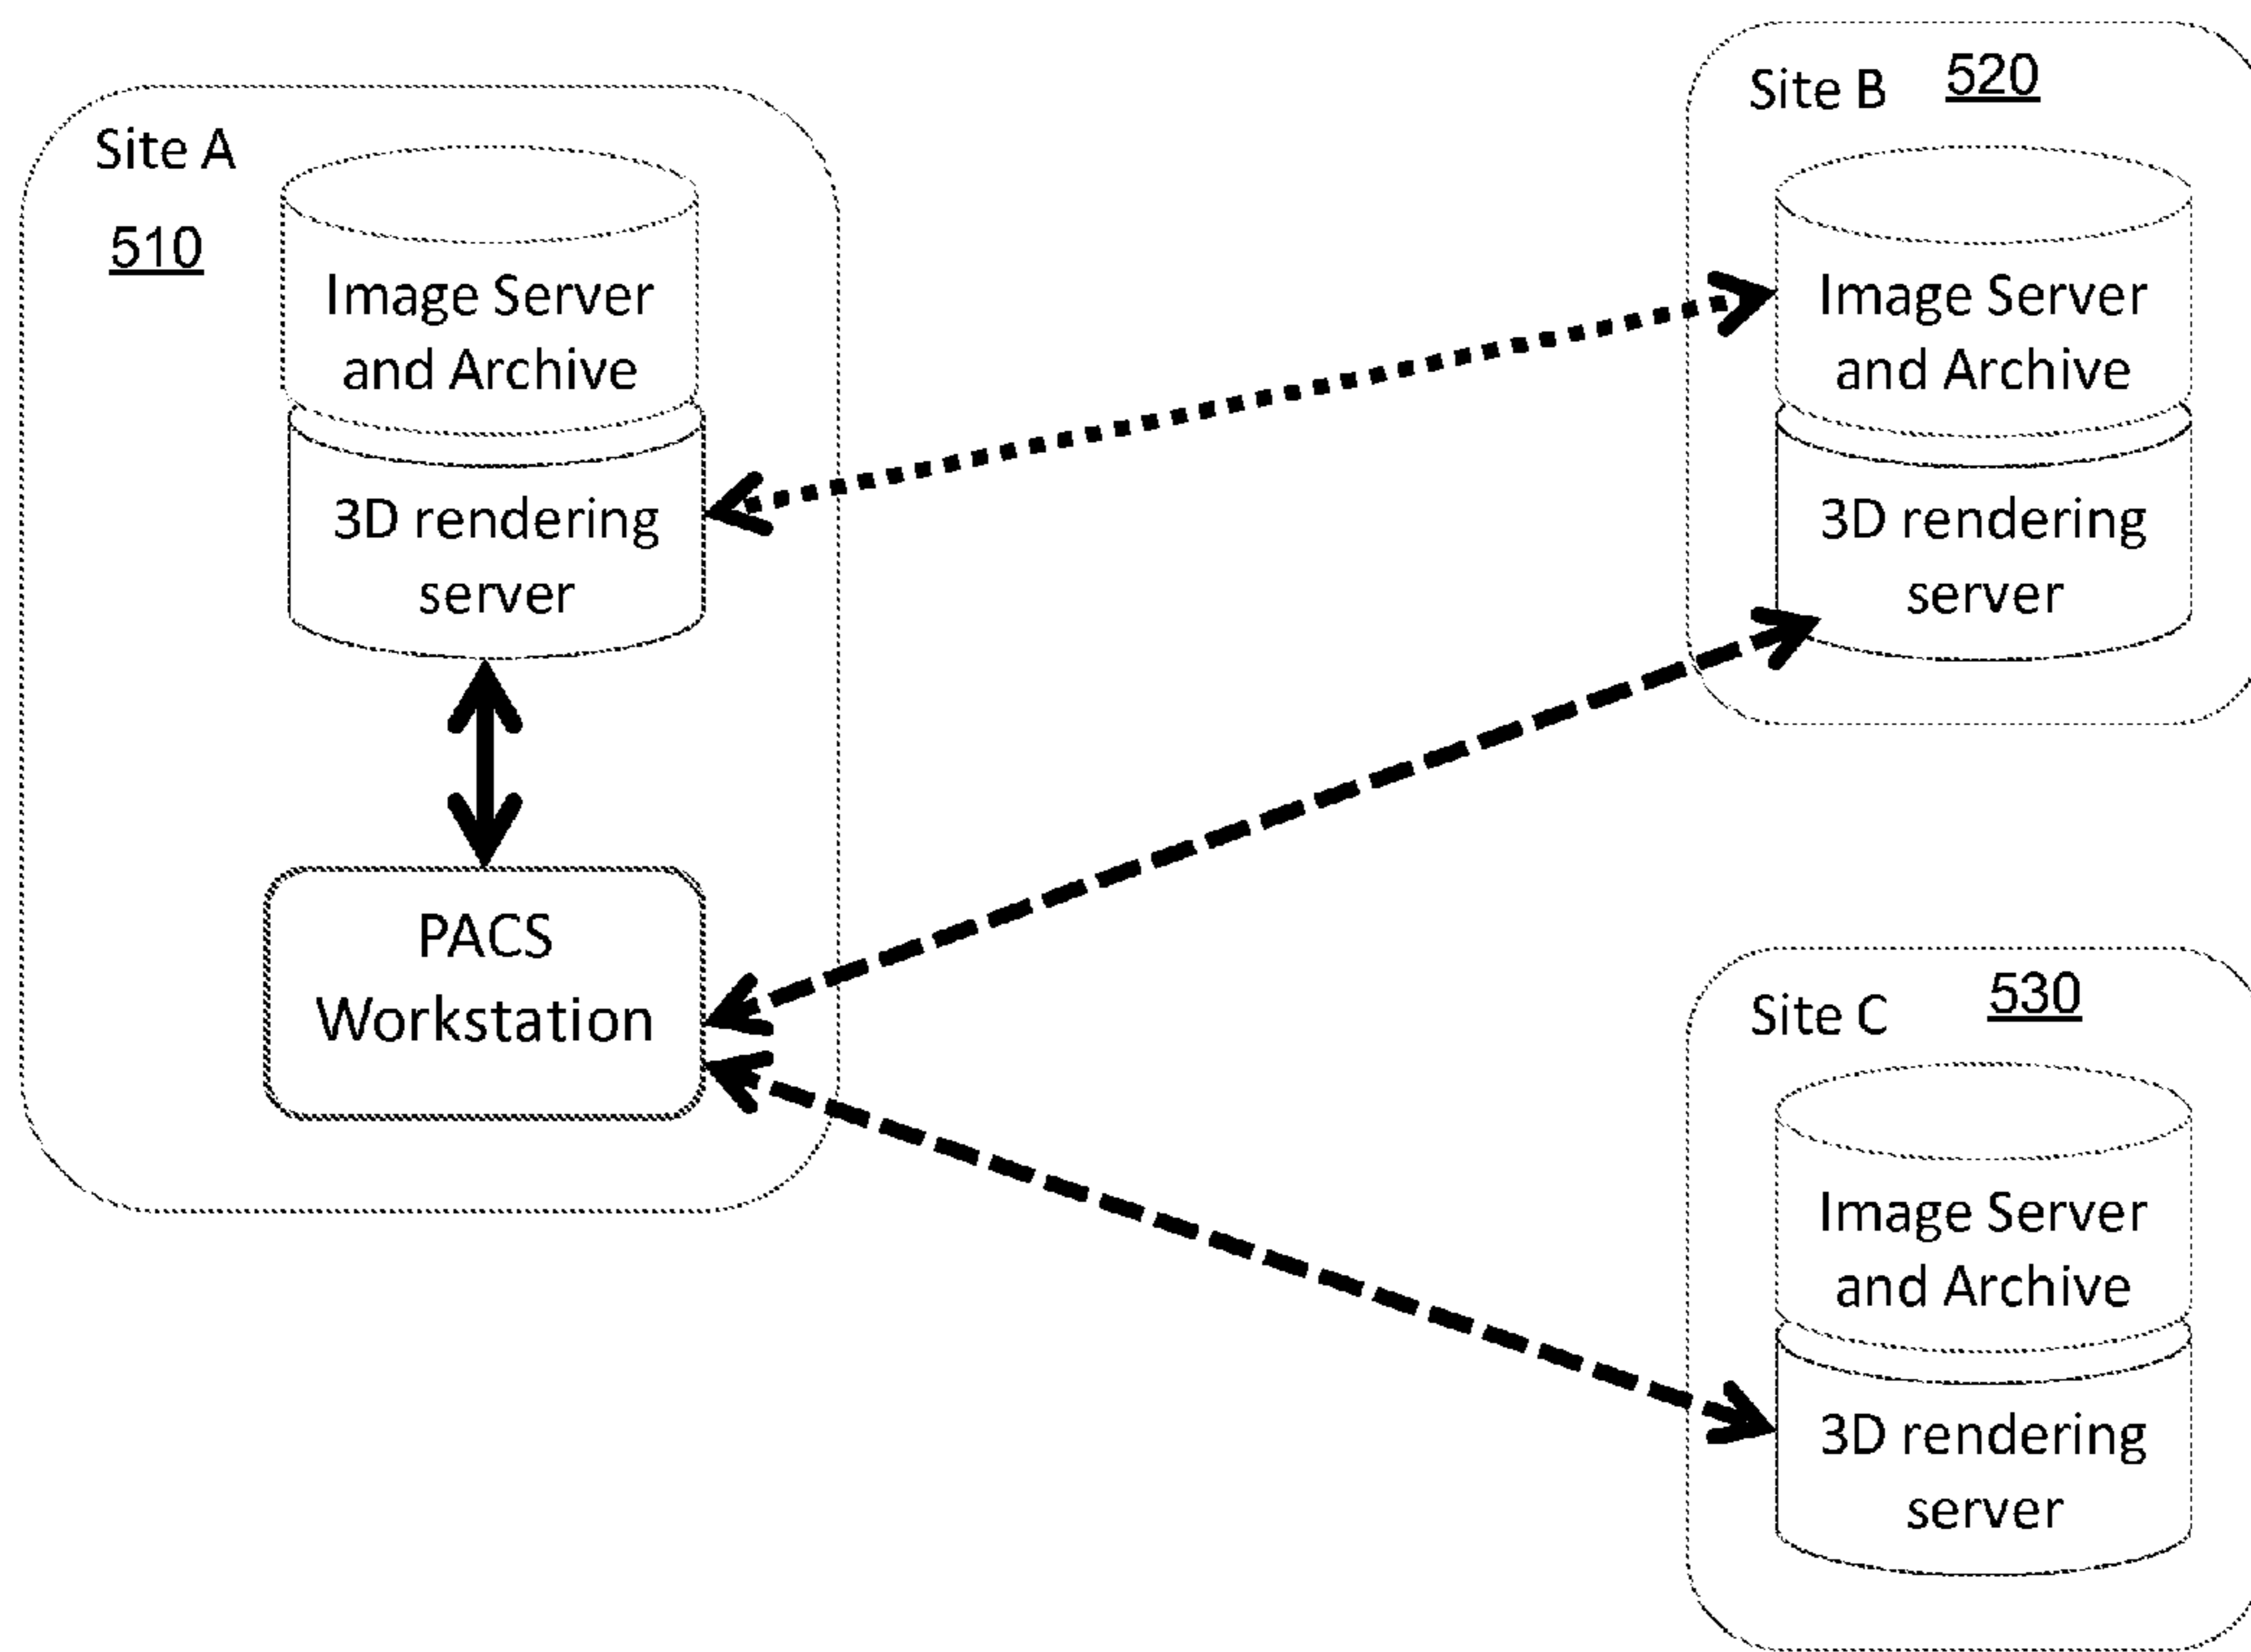 Site A
510
Image Server
and Archive
3D rendering
server
PACS
Workstation
Site B 520
Image Server
and Archive
3D rendering
server
Site C 530
Image Server
and Archive
3D rendering
server